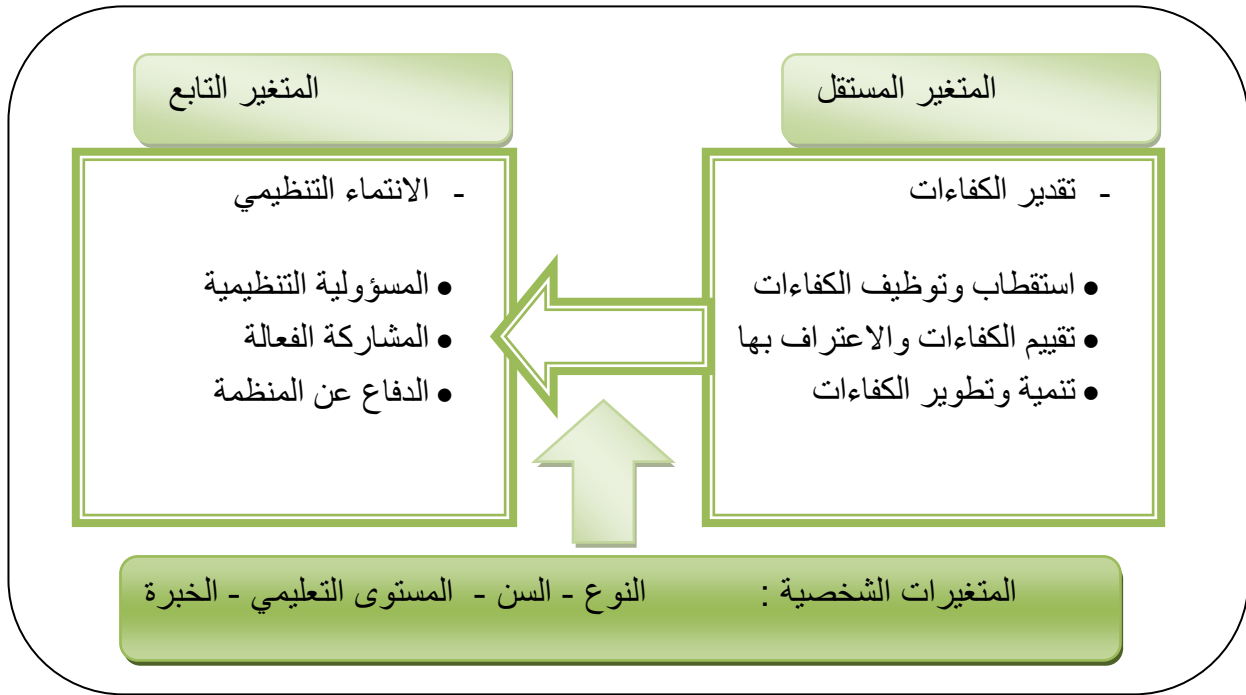 المتغير المستقل
- تقدير الكفاءات
● استقطاب وتوظيف الكفاءات
● تقييم الكفاءات والاعتراف بها
● تنمية وتطوير الكفاءات
المتغير التابع
- الانتماء التنظيمي
● المسؤولية التنظيمية
● المشاركة الفعالة
● الدفاع عن المنظمة
المتغيرات الشخصية : النوع - السن - المستوى التعليمي - الخبرة